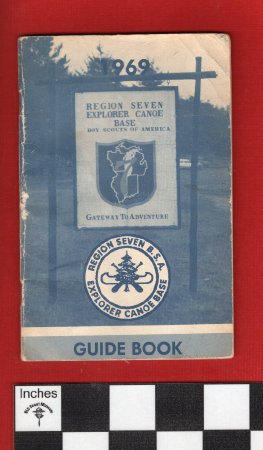 1969
REGION SEVEN
EXPLORER CANOE
BASE
BOY SCOUTS OF AMERICA
GATEWAY TO ADVENTURE
REGION SEVEN B.S.A.
EXPLORER CANOE BASE
GUIDE BOOK
Inches